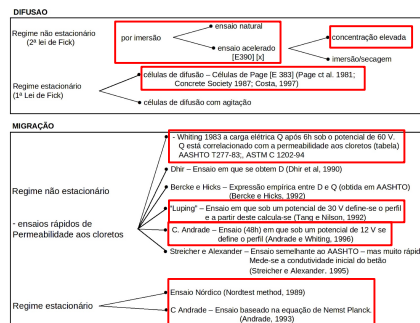 DIFUSAO
Regime não estacionário
(2ª lei de Fick)
por imersão
ensaio natural
ensaio acelerado
[E390] [x]
concentração elevada
imersão/secagem
Regime estacionário
(1ª Lei de Fick)
células de difusão – Células de Page [E 383] (Page et al. 1981;
Concrete Society 1987; Costa, 1997)
células de difusão com agitação
MIGRAÇÃO
Regime não estacionário
- ensaios rápidos de
Permeabilidade aos cloretos
- Whiting 1983 a carga elétrica Q após 6h sob o potencial de 60 V.
Q está correlacionado com a permeabilidade aos cloretos (tabela)
AASHTO T277-83;, ASTM C 1202-94
Dhir – Ensaio em que se obtem D (Dhir et al, 1990)
Bercke e Hicks – Expressão empírica entre D e Q (obtida em AASHTO)
(Bercke e Hicks, 1992)
"Luping" – Ensaio em que sob um potencial de 30 V define-se o perfil
e a partir deste calcula-se (Tang e Nilson, 1992)
C. Andrade – Ensaio (48h) em que sob um potencial de 12 V se
define o perfil (Andrade e Whiting, 1996)
Streicher e Alexander – Ensaio semelhante ao AASHTO – mas muito rápid
Mede-se a condutividade inicial do betão
(Streicher e Alexander. 1995)
Regime estacionário
Ensaio Nórdico (Nordtest method, 1989)
C Andrade – Ensaio baseado na equação de Nernst Planck.
(Andrade, 1993)